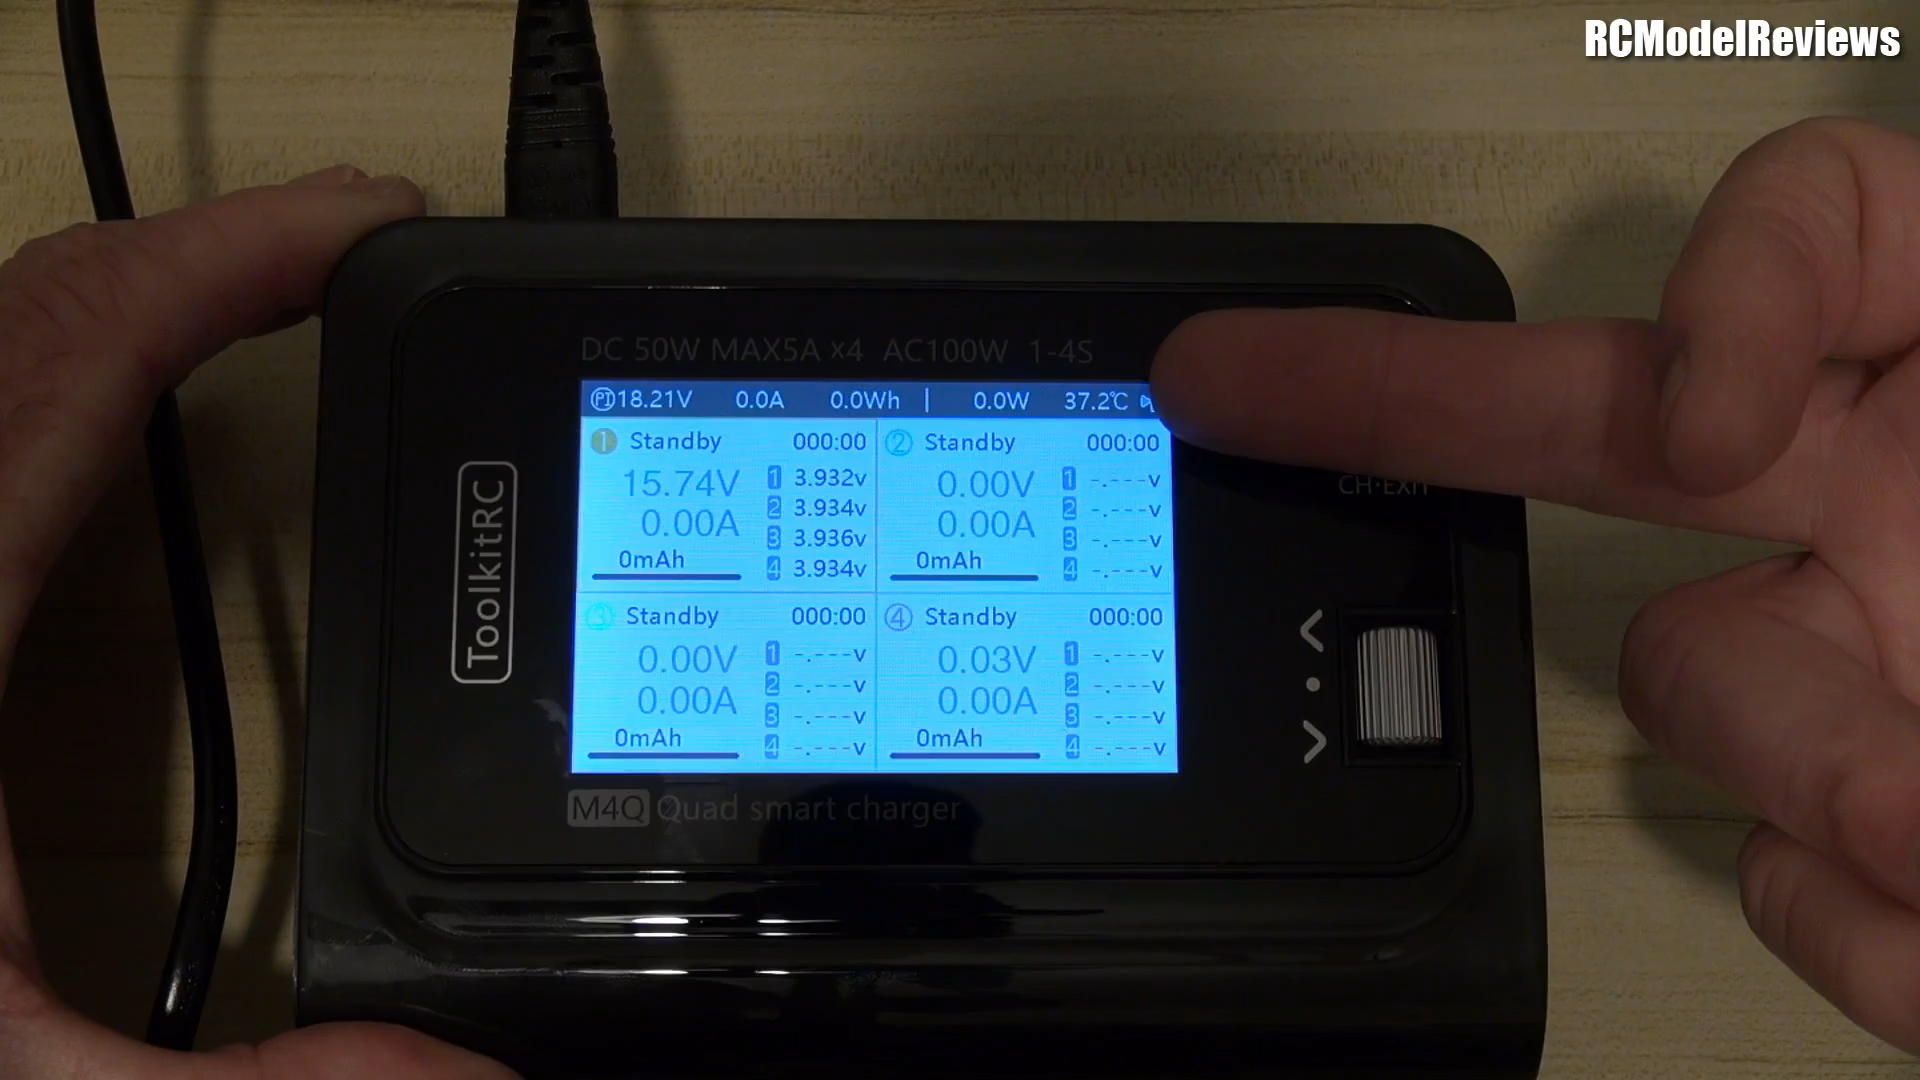 RCModelReviews
DC 50W MAX5A x4 AC100W 1-4S
18.21V 0.0A 0.0Wh | 0.0W 37.2℃
1 Standby 000:00
15.74V
0.00A
0mAh
1 3.932v
2 3.934v
3 3.936v
4 3.934v
2 Standby 000:00
0.00V
0.00A
0mAh
1 -.---v
2 -.---v
3 -.---v
4 -.---v
3 Standby 000:00
0.00V
0.00A
0mAh
1 -.---v
2 -.---v
3 -.---v
4 -.---v
4 Standby 000:00
0.03V
0.00A
0mAh
1 -.---v
2 -.---v
3 -.---v
4 -.---v
ToolkitRC
CH·EXIT
M4Q Quad smart charger